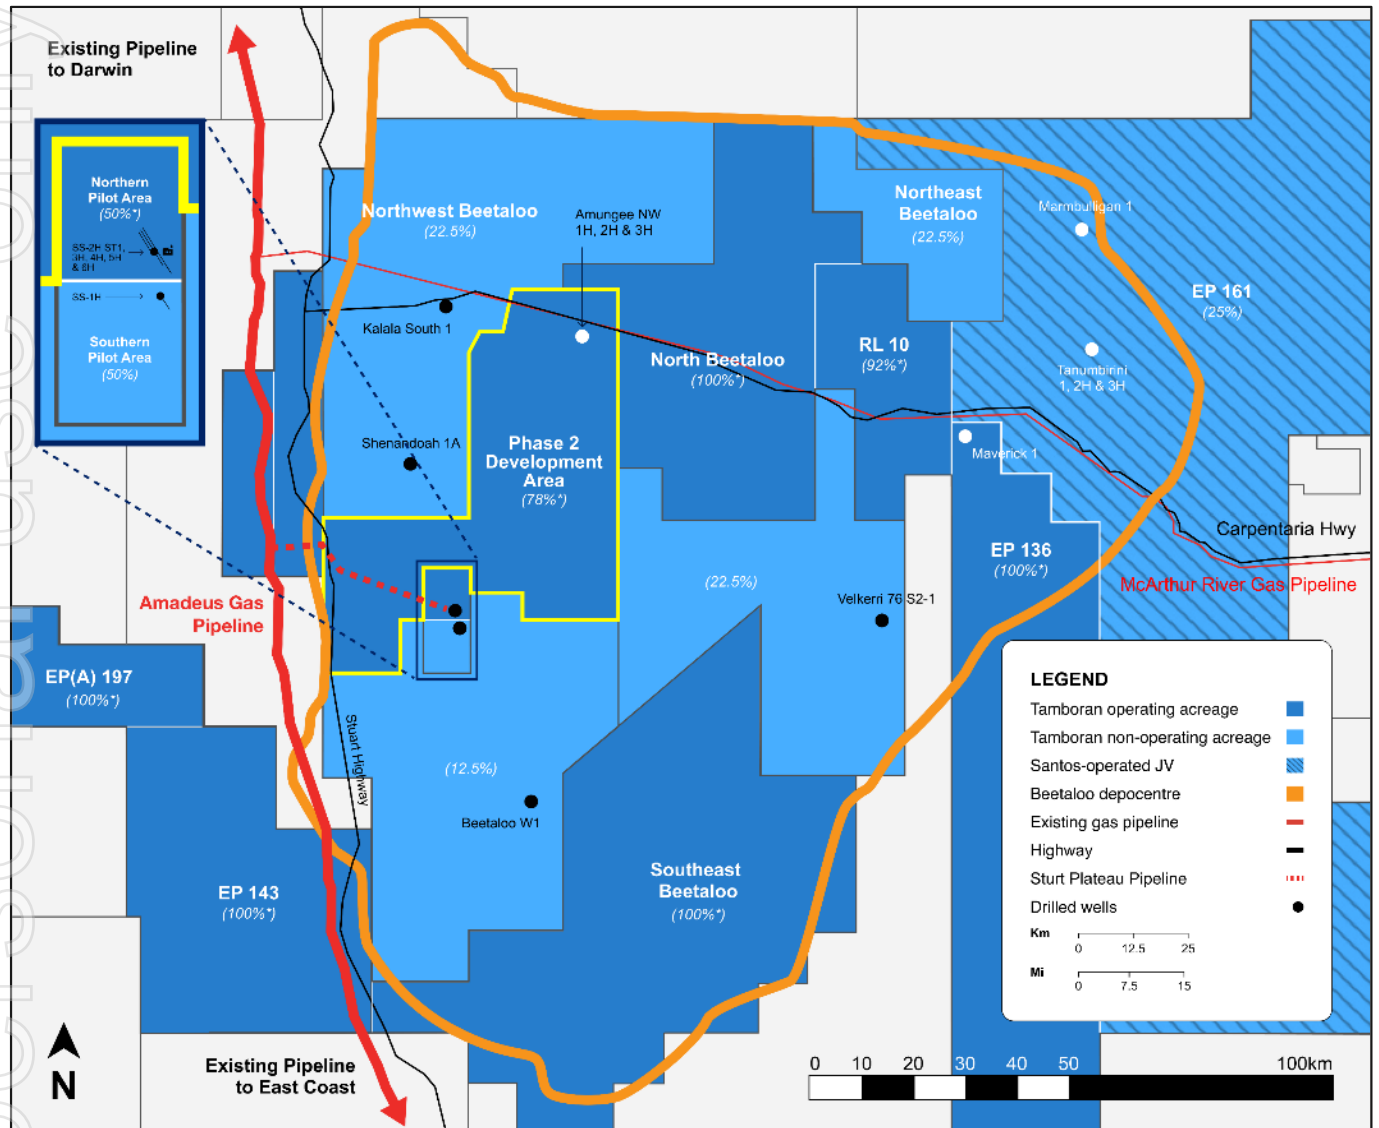 Existing Pipeline
to Darwin
Northern
Pilot Area
(50%*)
SS-2H ST1,
3H, 4H, 5H
& 6H
SS-1H
Southern
Pilot Area
(50%)
Northwest Beetaloo
(22.5%)
Amungee NW
1H, 2H & 3H
Northeast
Beetaloo
(22.5%)
Marmbulligan 1
EP 161
(25%)
Kalala South 1
North Beetaloo
(100%*)
RL 10
(92%*)
Tanumbirini
1, 2H & 3H
Shenandoah 1A
Phase 2
Development
Area
(78%*)
Maverick 1
Carpentaria Hwy
EP 136
(100%*)
McArthur River Gas Pipeline
(22.5%)
Velkerri 76 S2-1
Amadeus Gas
Pipeline
EP(A) 197
(100%*)
Stuart Highway
(12.5%)
Beetaloo W1
EP 143
(100%*)
Southeast
Beetaloo
(100%*)
LEGEND
Tamboran operating acreage
Tamboran non-operating acreage
Santos-operated JV
Beetaloo depocentre
Existing gas pipeline
Highway
Sturt Plateau Pipeline
Drilled wells
Km
0 12.5 25
Mi
0 7.5 15
N
Existing Pipeline
to East Coast
0 10 20 30 40 50 100km